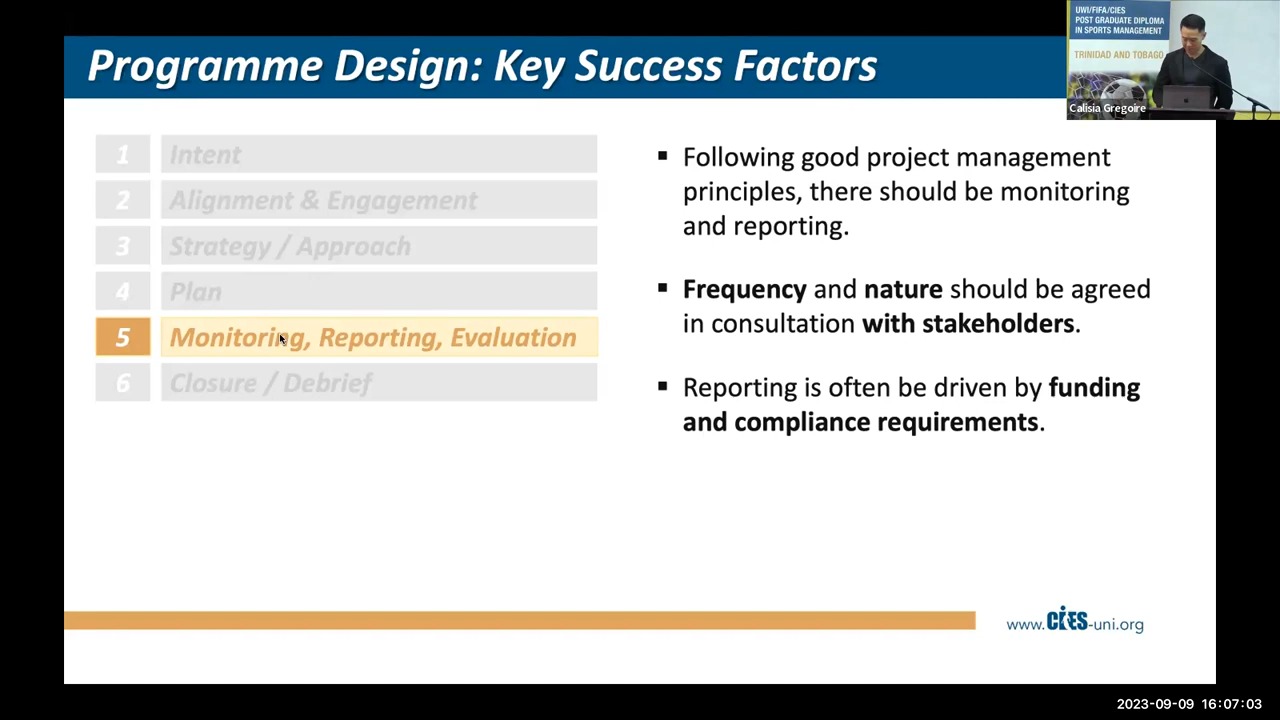 Programme Design: Key Success Factors
UWI/FIFA/CIES
POST GRADUATE DIPLOMA
IN SPORTS MANAGEMENT
TRINIDAD AND TOBAGO
Calisia Gregoire
1 Intent
2 Alignment & Engagement
3 Strategy / Approach
4 Plan
5 Monitoring, Reporting, Evaluation
6 Closure / Debrief
▪ Following good project management
principles, there should be monitoring
and reporting.
▪ Frequency and nature should be agreed
in consultation with stakeholders.
▪ Reporting is often be driven by funding
and compliance requirements.
www.CIES-uni.org
2023-09-09 16:07:03